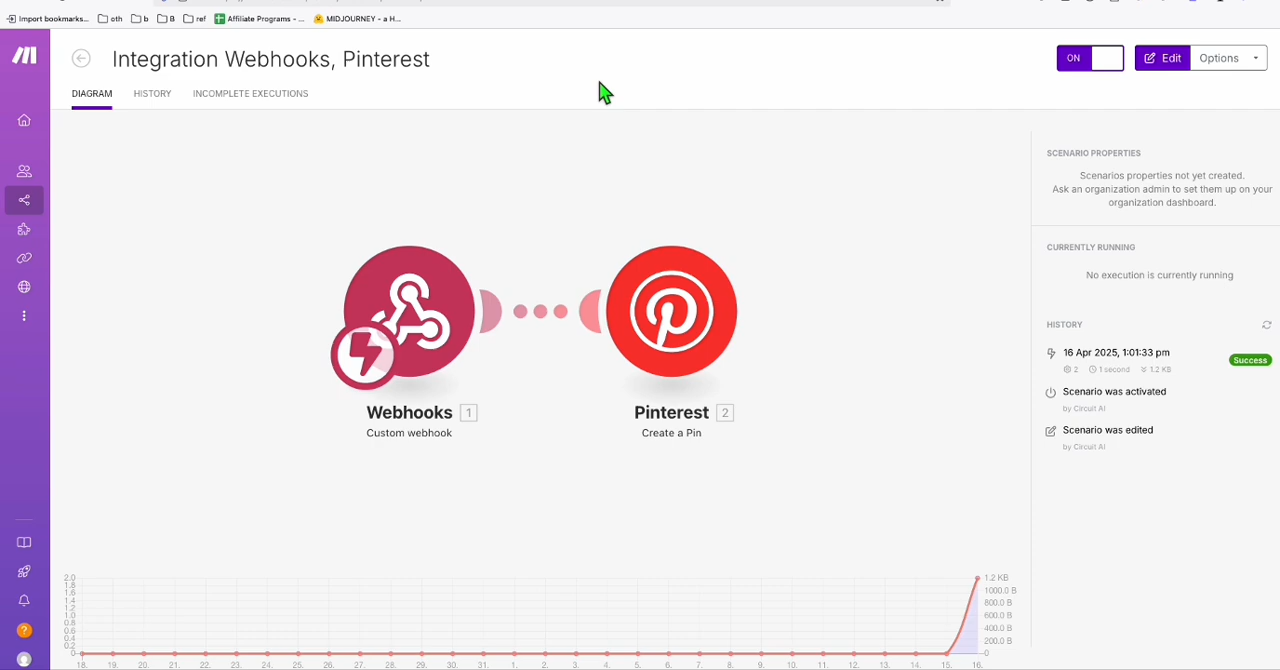 Import bookmarks...
oth
b
B
ref
Affiliate Programs - ...
MIDJOURNEY - a H...
Integration Webhooks, Pinterest
ON
Edit
Options
DIAGRAM
HISTORY
INCOMPLETE EXECUTIONS
SCENARIO PROPERTIES
Scenarios properties not yet created.
Ask an organization admin to set them up on your
organization dashboard.
CURRENTLY RUNNING
No execution is currently running
HISTORY
16 Apr 2025, 1:01:33 pm
2
1 second
1.2 KB
Success
Scenario was activated
by Circuit AI
Scenario was edited
by Circuit AI
Webhooks 1
Custom webhook
Pinterest 2
Create a Pin
2.0
1.8
1.6
1.4
1.2
1.0
0.8
0.6
0.4
0.2
0
1.2 KB
1000.0 B
800.0 B
600.0 B
400.0 B
200.0 B
0
18. 19. 20. 21. 22. 23. 24. 25. 26. 27. 28. 29. 30. 31. 1. 2. 3. 4. 5. 6. 7. 8. 9. 10. 11. 12. 13. 14. 15. 16.